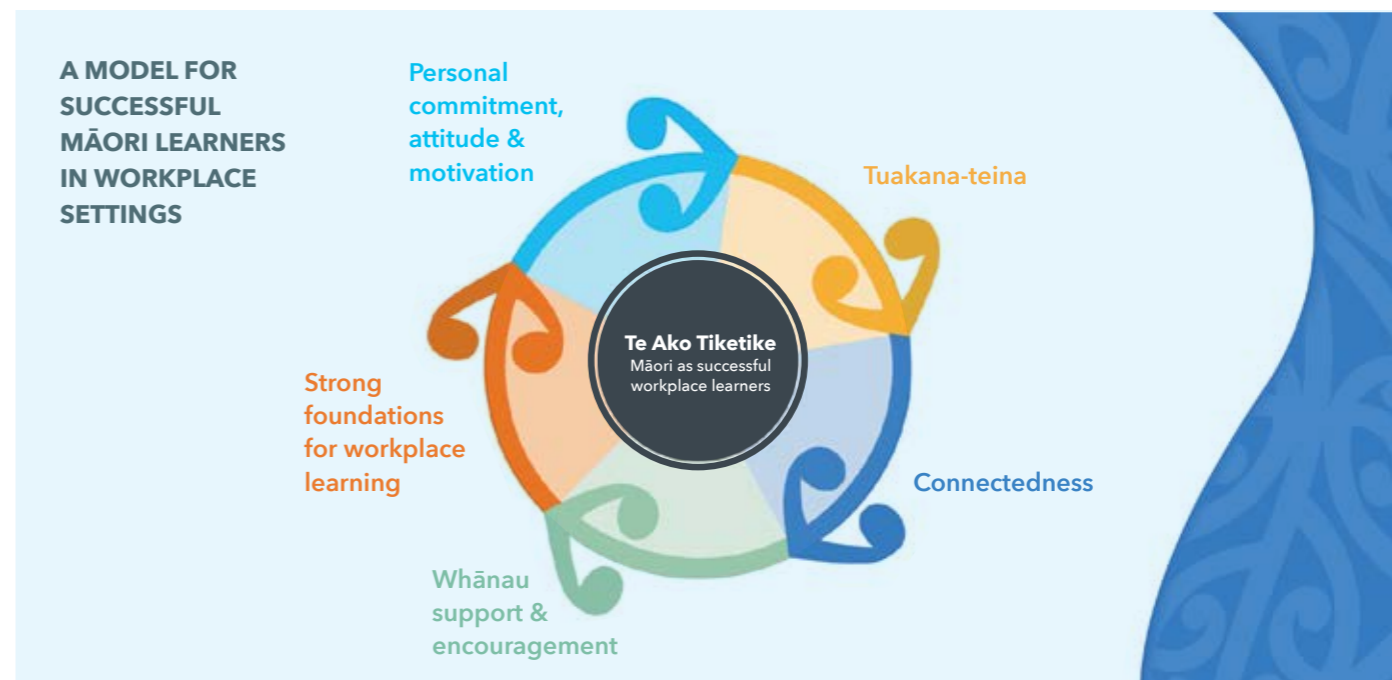 A MODEL FOR
SUCCESSFUL
MĀORI LEARNERS
IN WORKPLACE
SETTINGS
Personal
commitment,
attitude &
motivation
Tuakana-teina
Te Ako Tiketike
Māori as successful
workplace learners
Strong
foundations
for workplace
learning
Connectedness
Whānau
support &
encouragement